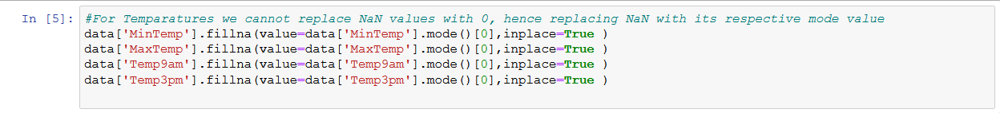 In [5]: #For Temparatures we cannot replace NaN values with 0, hence replacing NaN with its respective mode value
data['MinTemp'].fillna(value=data['MinTemp'].mode()[0],inplace=True )
data['MaxTemp'].fillna(value=data['MaxTemp'].mode()[0],inplace=True )
data['Temp9am'].fillna(value=data['Temp9am'].mode()[0],inplace=True )
data['Temp3pm'].fillna(value=data['Temp3pm'].mode()[0],inplace=True )